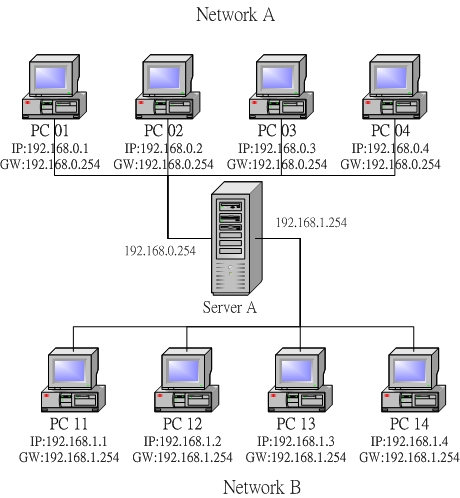 Network A
PC 01 PC 02 PC 03 PC 04
IP:192.168.0.1 IP:192.168.0.2 IP:192.168.0.3 IP:192.168.0.4
GW:192.168.0.254 GW:192.168.0.254 GW:192.168.0.254 GW:192.168.0.254
192.168.1.254
192.168.0.254
Server A
PC 11 PC 12 PC 13 PC 14
IP:192.168.1.1 IP:192.168.1.2 IP:192.168.1.3 IP:192.168.1.4
GW:192.168.1.254 GW:192.168.1.254 GW:192.168.1.254 GW:192.168.1.254
Network B